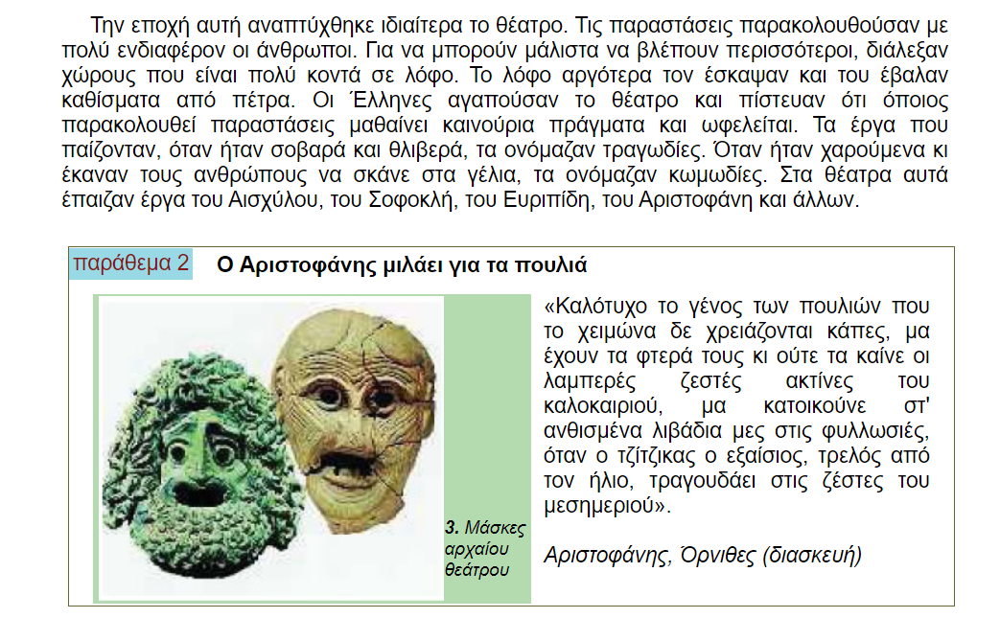 Την εποχή αυτή αναπτύχθηκε ιδιαίτερα το θέατρο. Τις παραστάσεις παρακολουθούσαν με
πολύ ενδιαφέρον οι άνθρωποι. Για να μπορούν μάλιστα να βλέπουν περισσότεροι, διάλεξαν
χώρους που είναι πολύ κοντά σε λόφο. Το λόφο αργότερα τον έσκαψαν και του έβαλαν
καθίσματα από πέτρα. Οι Έλληνες αγαπούσαν το θέατρο και πίστευαν ότι όποιος
παρακολουθεί παραστάσεις μαθαίνει καινούρια πράγματα και ωφελείται. Τα έργα που
παίζονταν, όταν ήταν σοβαρά και θλιβερά, τα ονόμαζαν τραγωδίες. Όταν ήταν χαρούμενα κι
έκαναν τους ανθρώπους να σκάνε στα γέλια, τα ονόμαζαν κωμωδίες. Στα θέατρα αυτά
έπαιζαν έργα του Αισχύλου, του Σοφοκλή, του Ευριπίδη, του Αριστοφάνη και άλλων.
παράθεμα 2 Ο Αριστοφάνης μιλάει για τα πουλιά
«Καλότυχο το γένος των πουλιών που
το χειμώνα δε χρειάζονται κάπες, μα
έχουν τα φτερά τους κι ούτε τα καίνε οι
λαμπερές ζεστές ακτίνες του
καλοκαιριού, μα κατοικούνε στ'
ανθισμένα λιβάδια μες στις φυλλωσιές,
όταν ο τζίτζικας ο εξαίσιος, τρελός από
τον ήλιο, τραγουδάει στις ζέστες του
μεσημεριού».
Αριστοφάνης, Όρνιθες (διασκευή)
3. Μάσκες
αρχαίου
θεάτρου